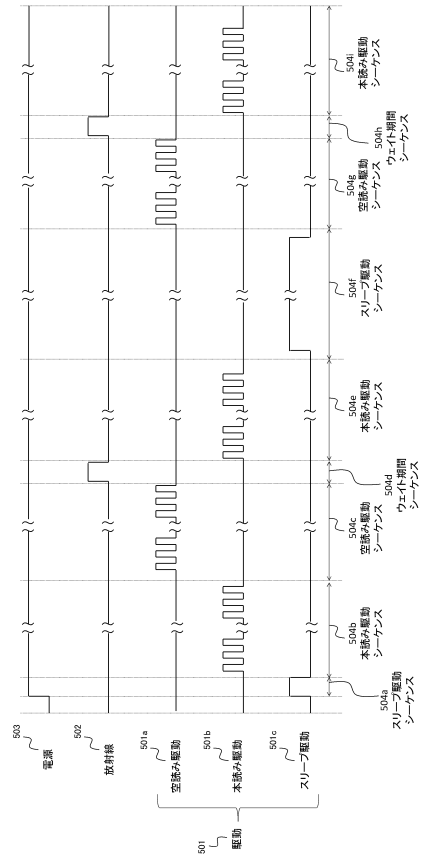 503
電源
502
放射線
501a
空読み駆動
501b
本読み駆動
501c
スリープ駆動
501
駆動
504a
スリープ駆動
シーケンス
504b
本読み駆動
シーケンス
504c
空読み駆動
シーケンス
504d
ウェイト期間
シーケンス
504e
本読み駆動
シーケンス
504f
スリープ駆動
シーケンス
504g
空読み駆動
シーケンス
504h
ウェイト期間
シーケンス
504i
本読み駆動
シーケンス